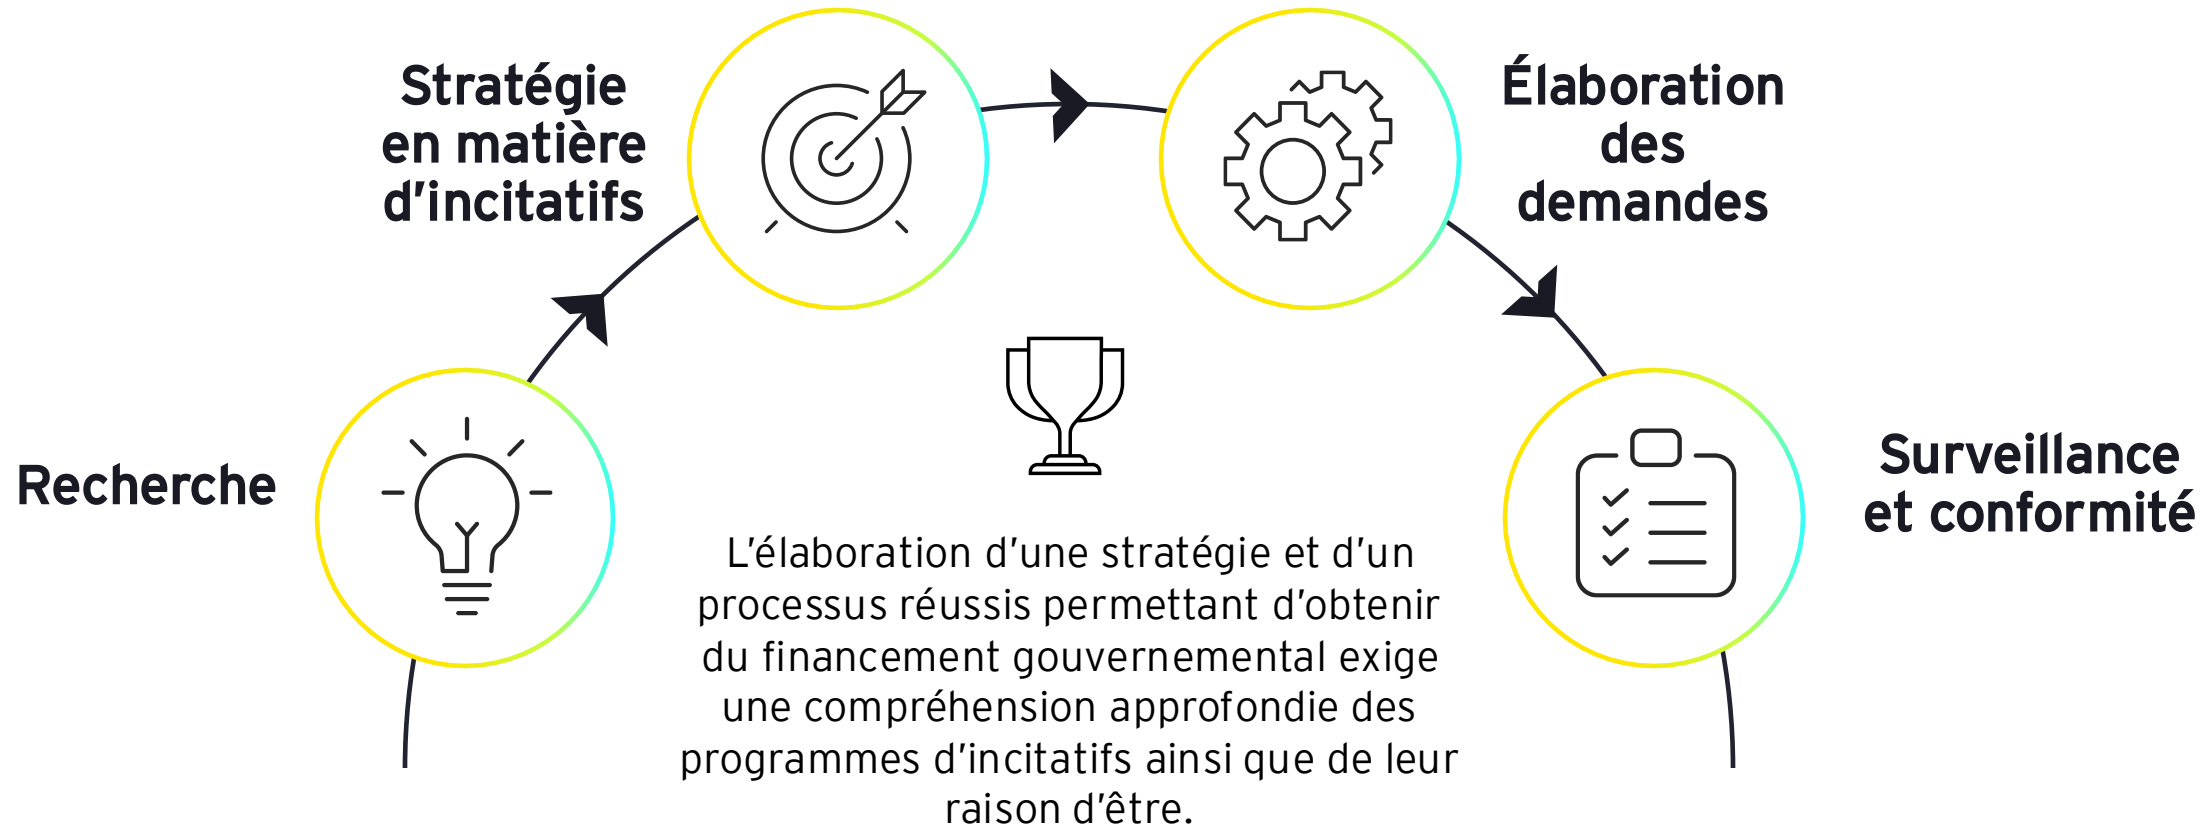 Recherche
Stratégie
en matière
d’incitatifs
Élaboration
des
demandes
Surveillance
et conformité
L’élaboration d’une stratégie et d’un
processus réussis permettant d’obtenir
du financement gouvernemental exige
une compréhension approfondie des
programmes d’incitatifs ainsi que de leur
raison d’être.